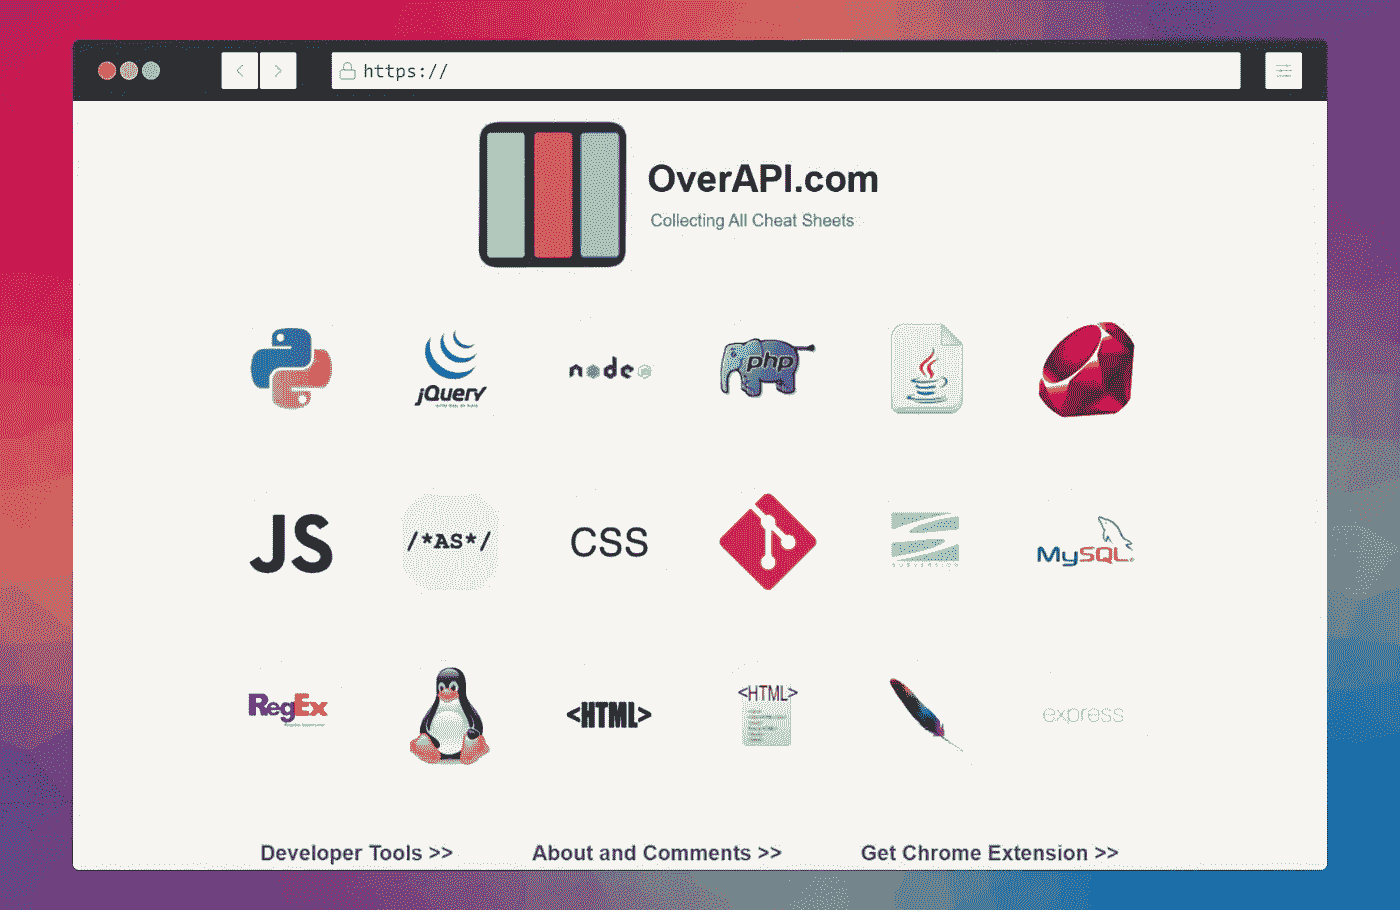 https://
OverAPI.com
Collecting All Cheat Sheets
jQuery
node
php
JS
/*AS*/
CSS
SUBVERSION
MySQL
RegEx
<HTML>
<HTML>
express
Developer Tools >>
About and Comments >>
Get Chrome Extension >>